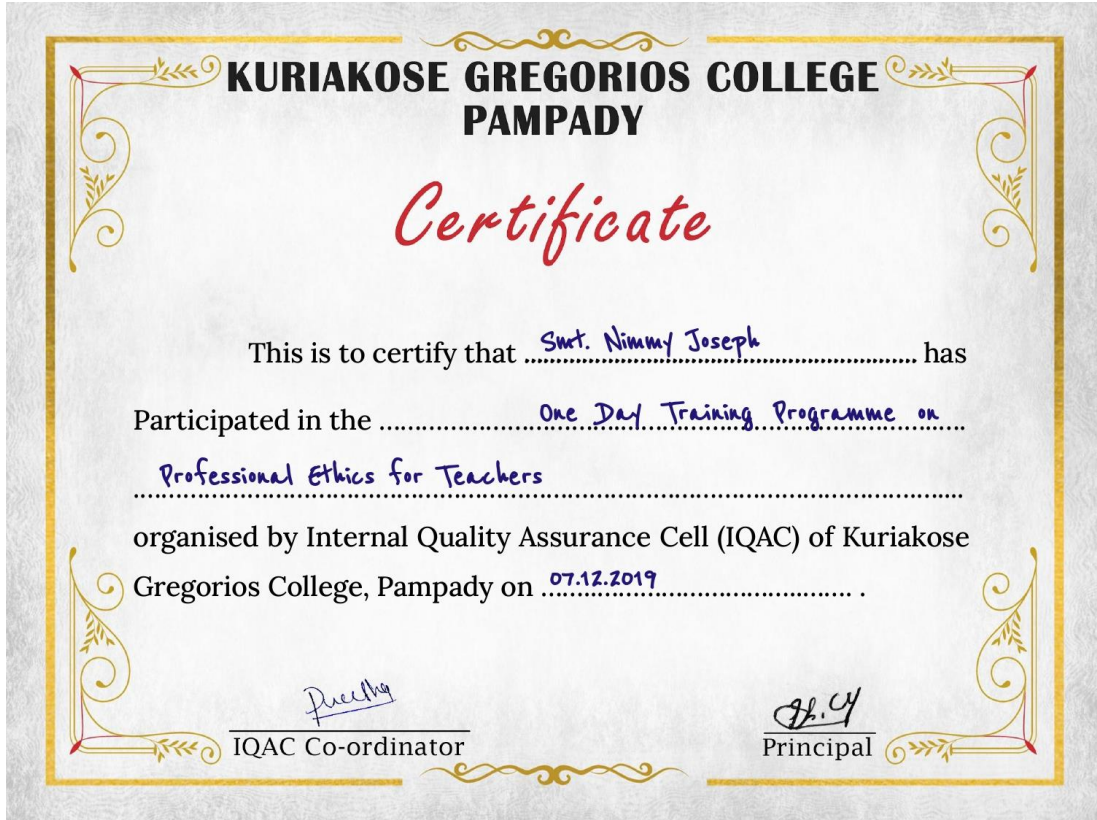 KURIAKOSE GREGORIOS COLLEGE
PAMPADY
Certificate
This is to certify that Smt. Nimmy Joseph has
Participated in the One Day Training Programme on
Professional Ethics for Teachers
organised by Internal Quality Assurance Cell (IQAC) of Kuriakose
Gregorios College, Pampady on 07.12.2019 .
IQAC Co-ordinator
Principal